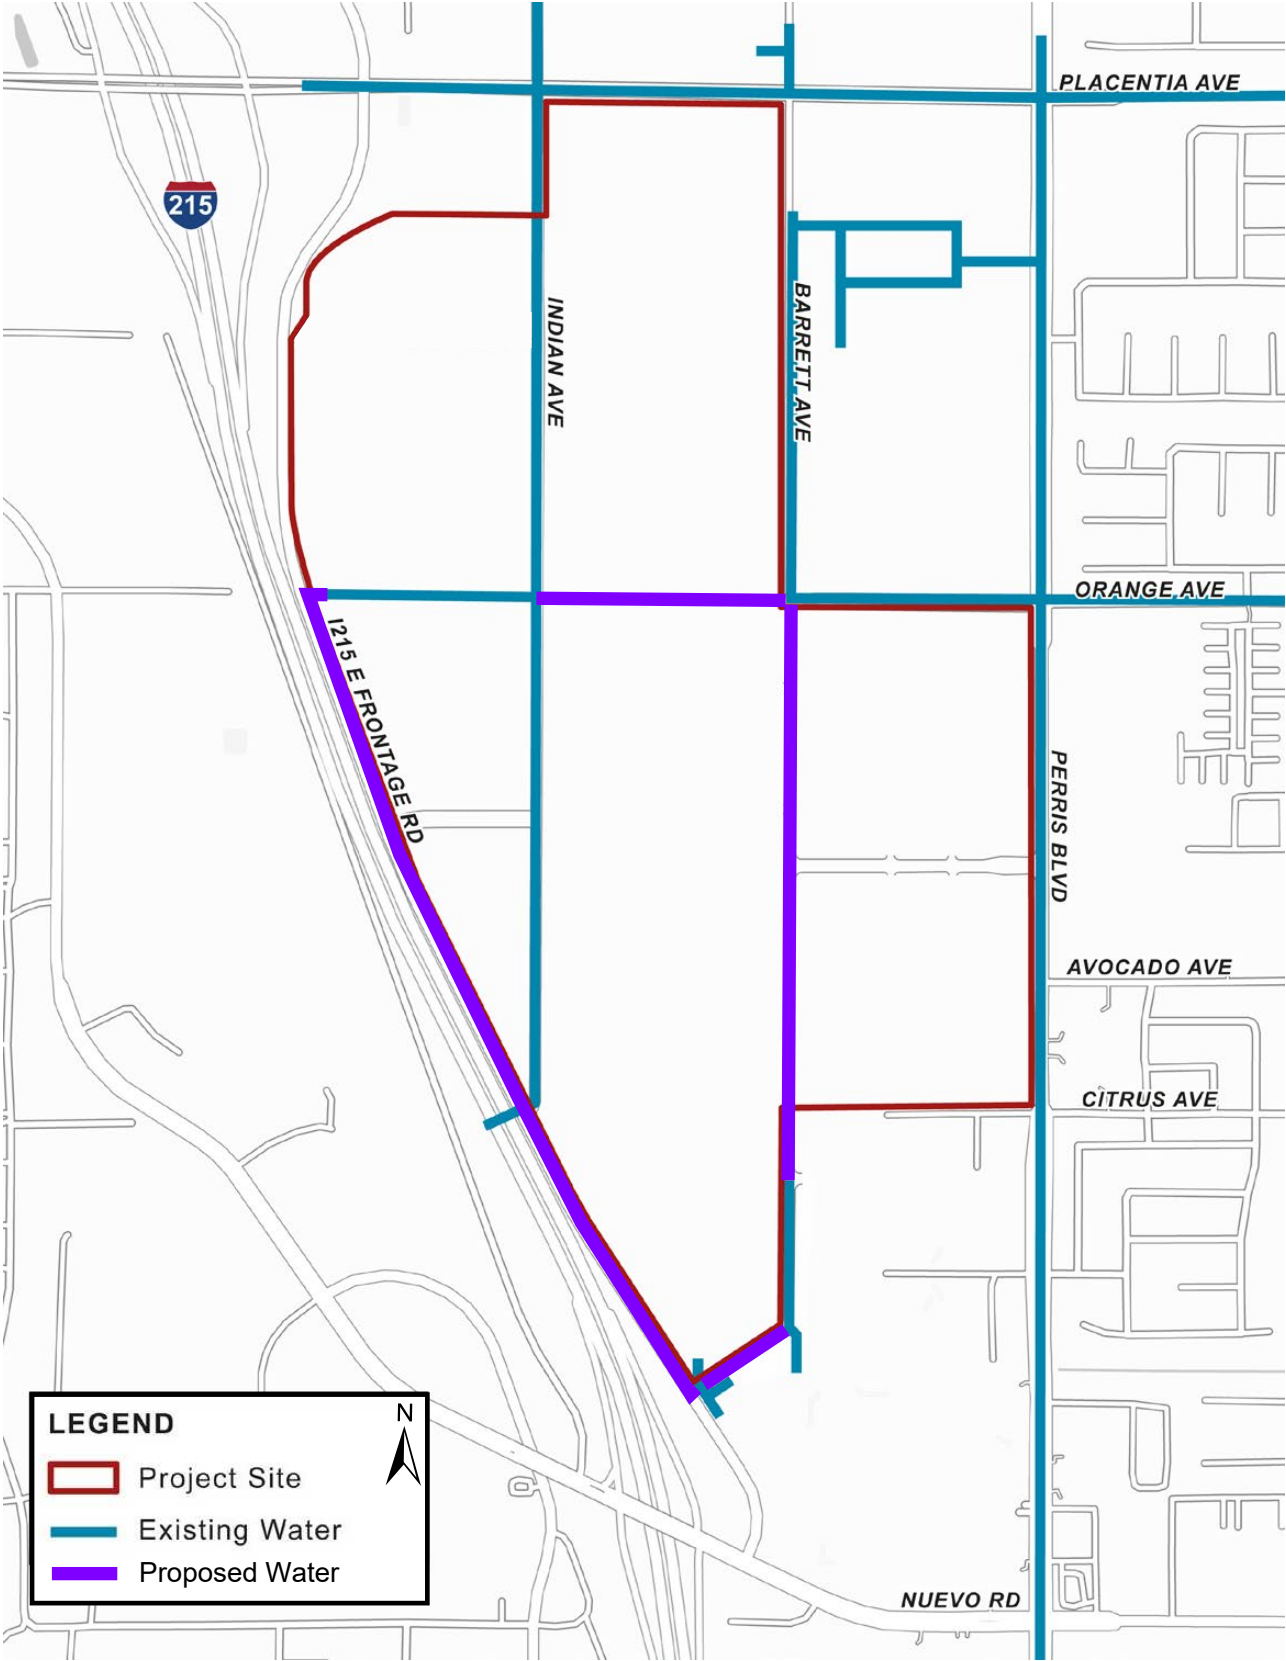 PLACENTIA AVE
215
INDIAN AVE
BARRETT AVE
ORANGE AVE
I215 E FRONTAGE RD
PERRIS BLVD
AVOCADO AVE
CITRUS AVE
LEGEND
N
Project Site
Existing Water
Proposed Water
NUEVO RD